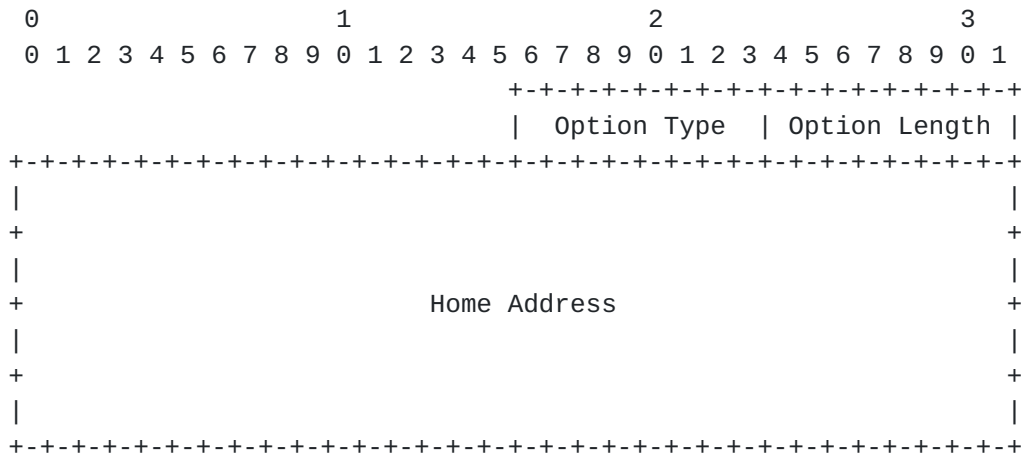 0                   1                   2                   3
 0 1 2 3 4 5 6 7 8 9 0 1 2 3 4 5 6 7 8 9 0 1 2 3 4 5 6 7 8 9 0 1
                                +-+-+-+-+-+-+-+-+-+-+-+-+-+-+-+-+
                                |  Option Type  | Option Length |
+-+-+-+-+-+-+-+-+-+-+-+-+-+-+-+-+-+-+-+-+-+-+-+-+-+-+-+-+-+-+-+-+
|                                                               |
+                                                               +
|                                                               |
+                          Home Address                         +
|                                                               |
+                                                               +
|                                                               |
+-+-+-+-+-+-+-+-+-+-+-+-+-+-+-+-+-+-+-+-+-+-+-+-+-+-+-+-+-+-+-+-+